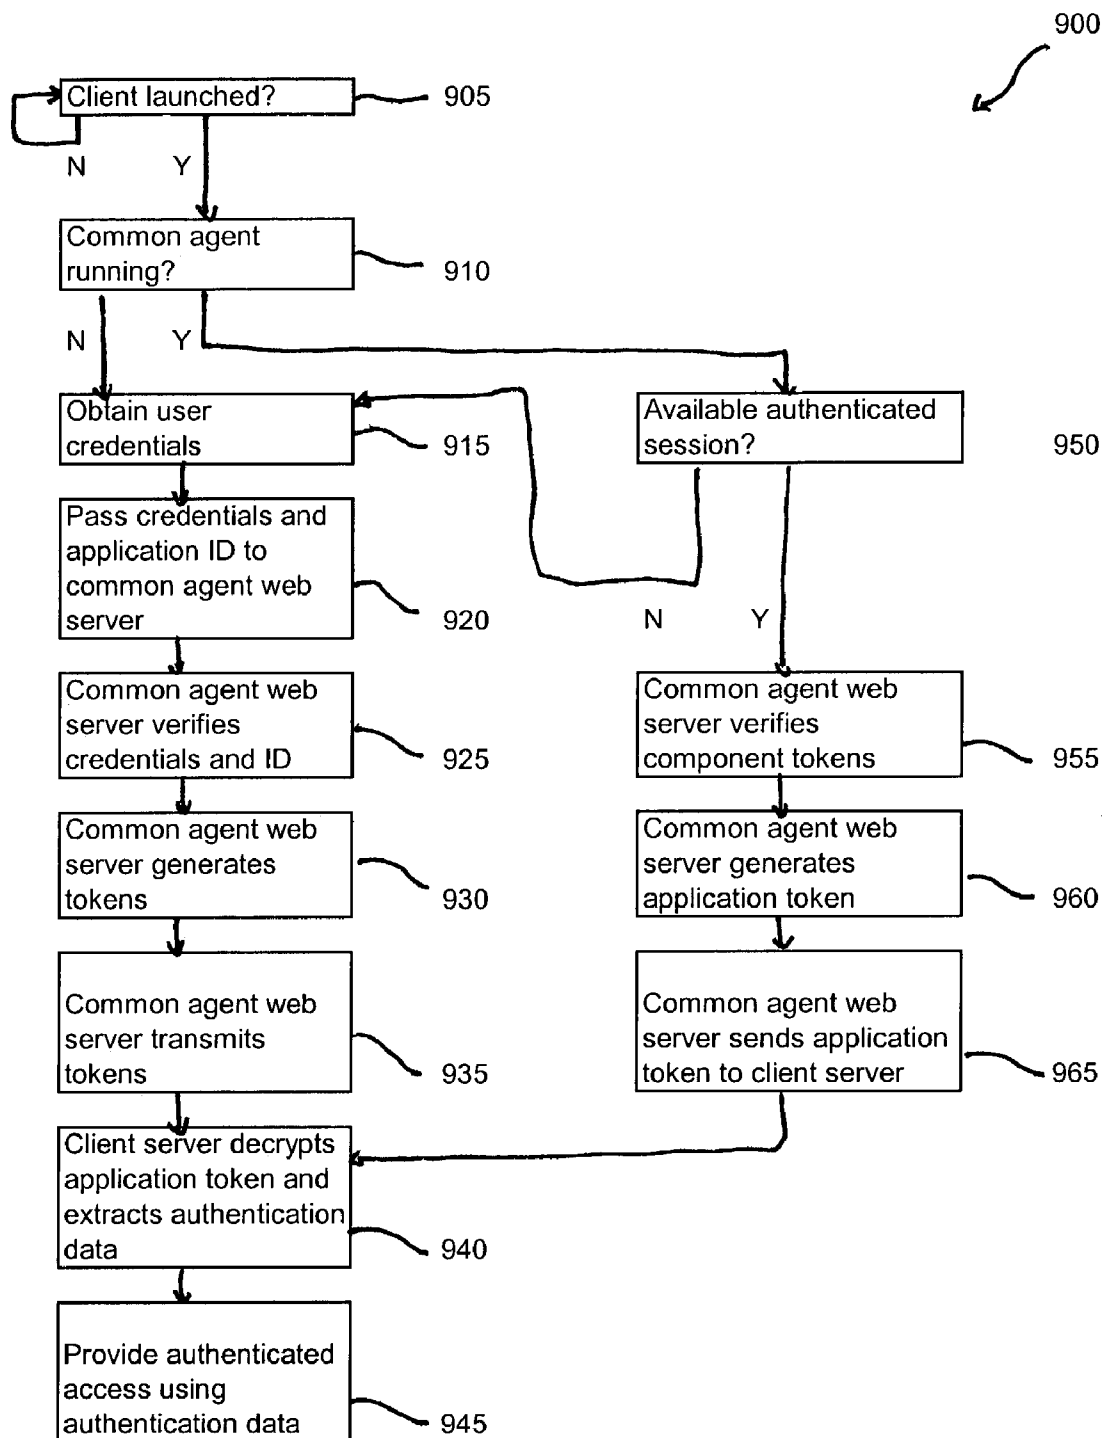 900
Client launched?
905
N
Y
Common agent
running?
910
N
Y
Obtain user
credentials
915
Available authenticated
session?
950
Pass credentials and
application ID to
common agent web
server
920
N
Y
Common agent web
server verifies
credentials and ID
925
Common agent web
server verifies
component tokens
955
Common agent web
server generates
tokens
930
Common agent web
server generates
application token
960
Common agent web
server transmits
tokens
935
Common agent web
server sends application
token to client server
965
Client server decrypts
application token and
extracts authentication
data
940
Provide authenticated
access using
authentication data
945